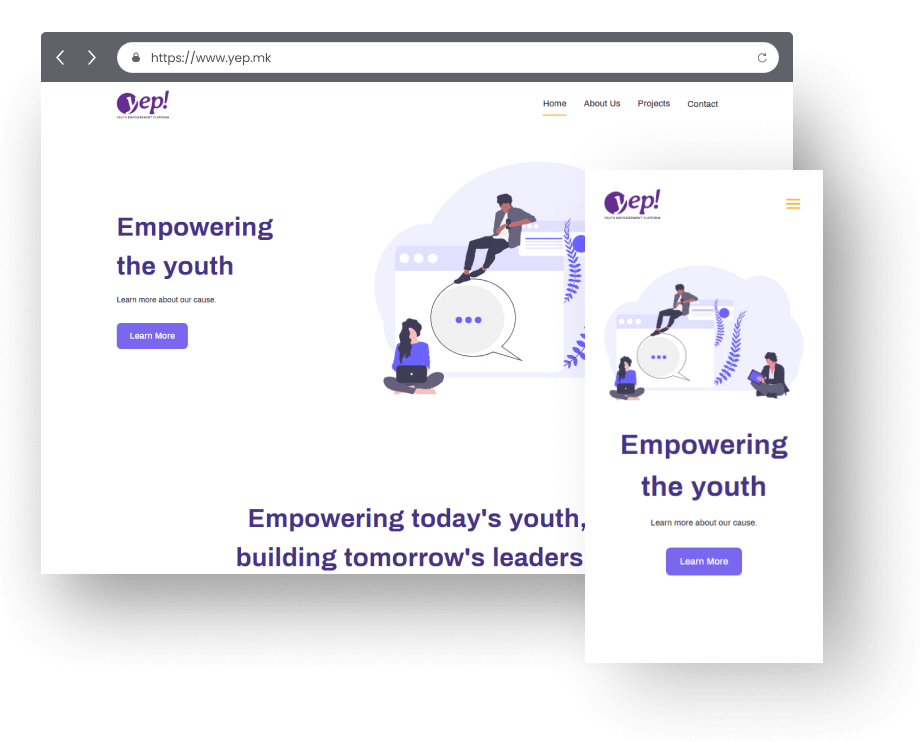 https://www.yep.mk
yep!
YOUTH EMPOWERMENT PLATFORM
Home About Us Projects Contact
Empowering
the youth
Learn more about our cause.
Learn More
Empowering today's youth,
building tomorrow's leaders
yep!
YOUTH EMPOWERMENT PLATFORM
Empowering
the youth
Learn more about our cause.
Learn More